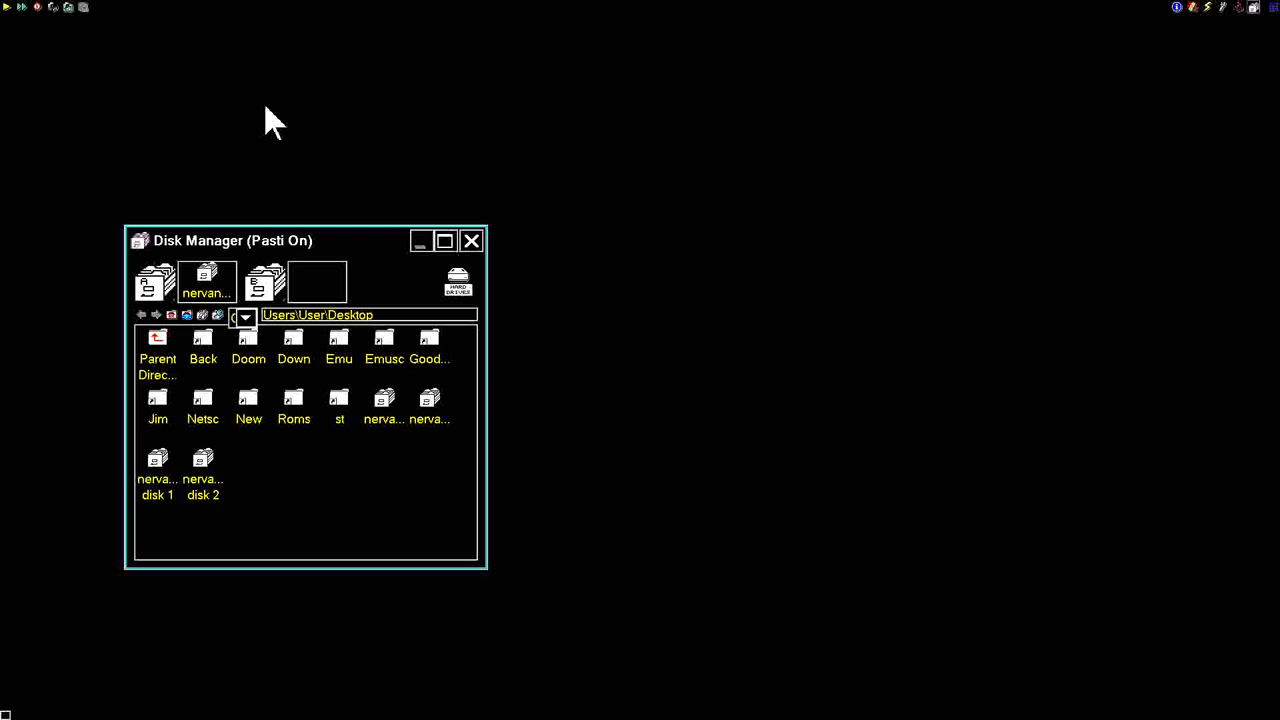 Disk Manager (Pasti On)
A
nervan...
B
HARD
DRIVES
Users\User\Desktop
Parent
Direc...
Back
Doom
Down
Emu
Emusc
Good...
Jim
Netsc
New
Roms
st
nerva...
nerva...
nerva...
disk 1
nerva...
disk 2